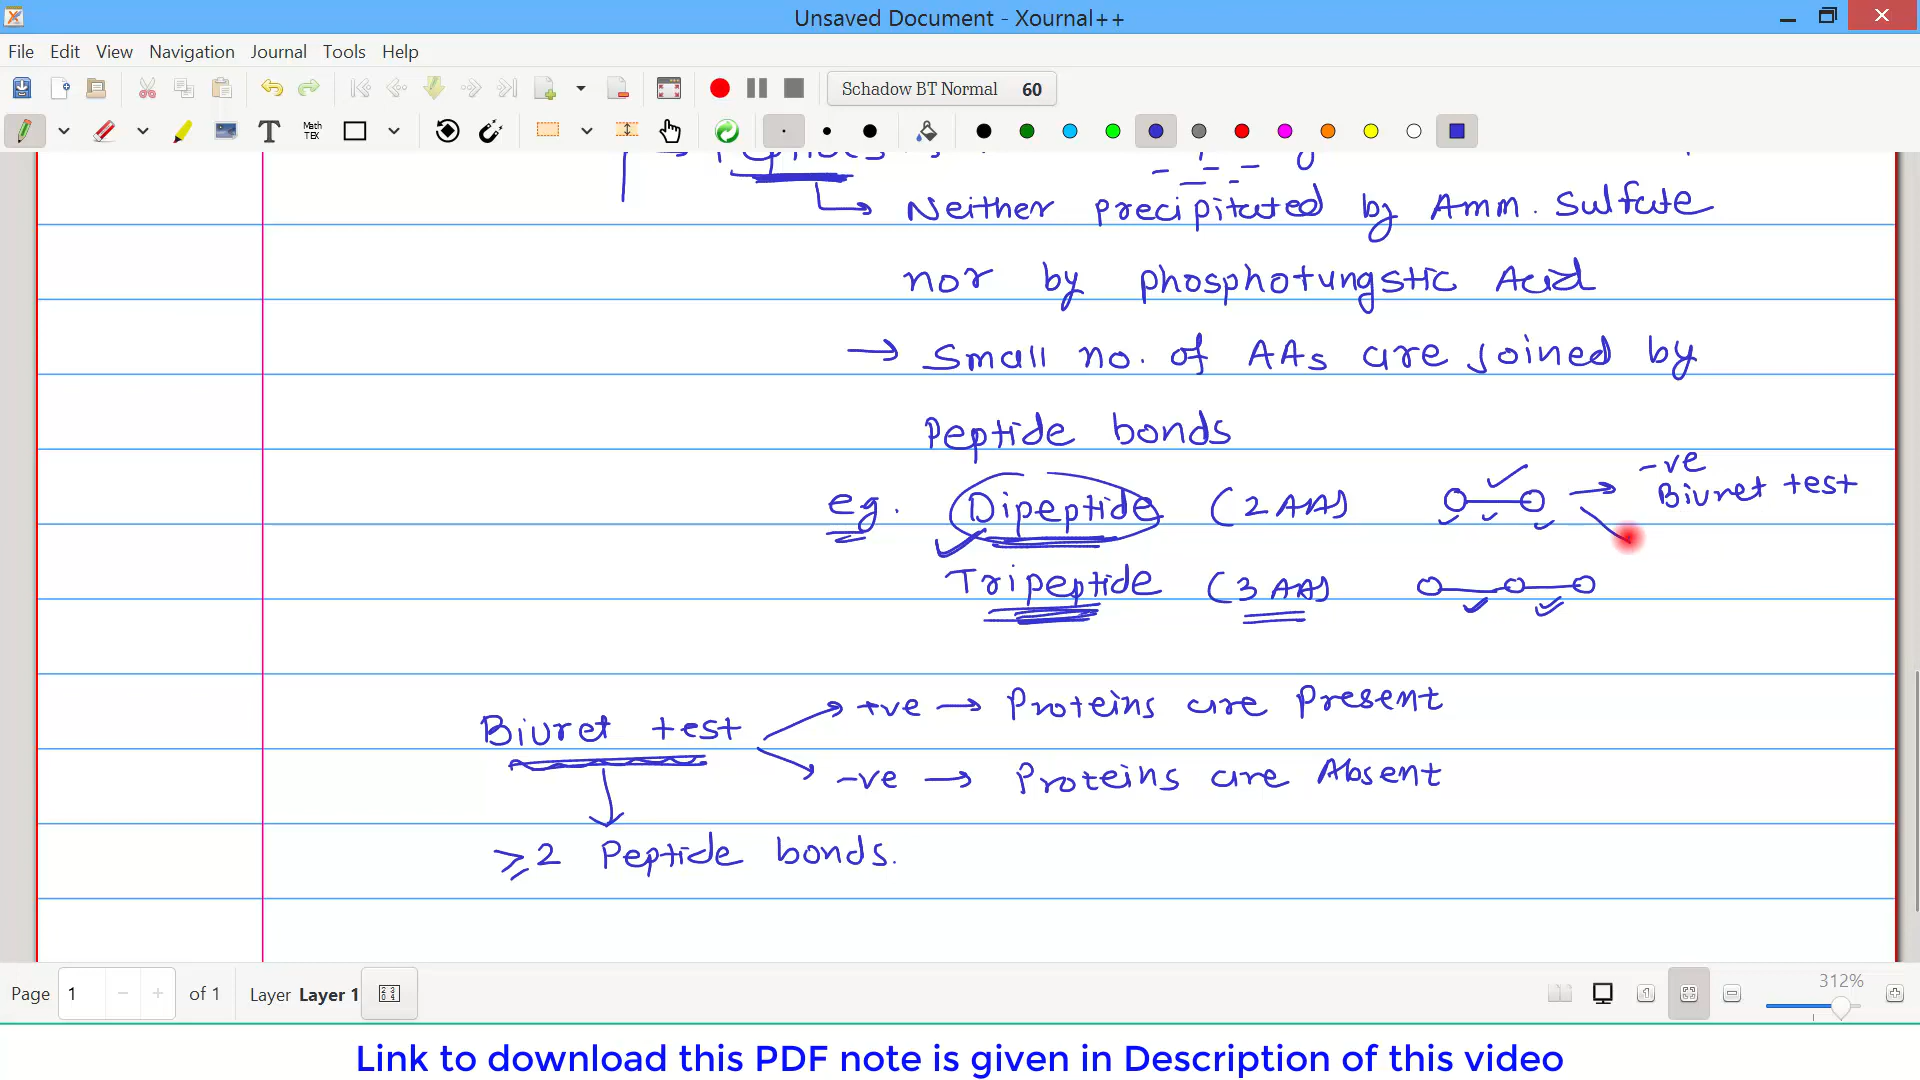 Unsaved Document - Xournal++
File Edit View Navigation Journal Tools Help
Schadow BT Normal 60
Math
TEX
→ Peptides
→ Neither precipitated by Amm. Sulfate
nor by phosphotungstic Acid
→ Small no. of AAs are joined by
Peptide bonds
eg. Dipeptide (2 AAs) → -ve
Biuret test
Tripeptide (3 AAs)
Biuret test +ve → Proteins are Present
-ve → Proteins are Absent
≥2 Peptide bonds.
Page 1 of 1 Layer Layer 1 312%
Link to download this PDF note is given in Description of this video